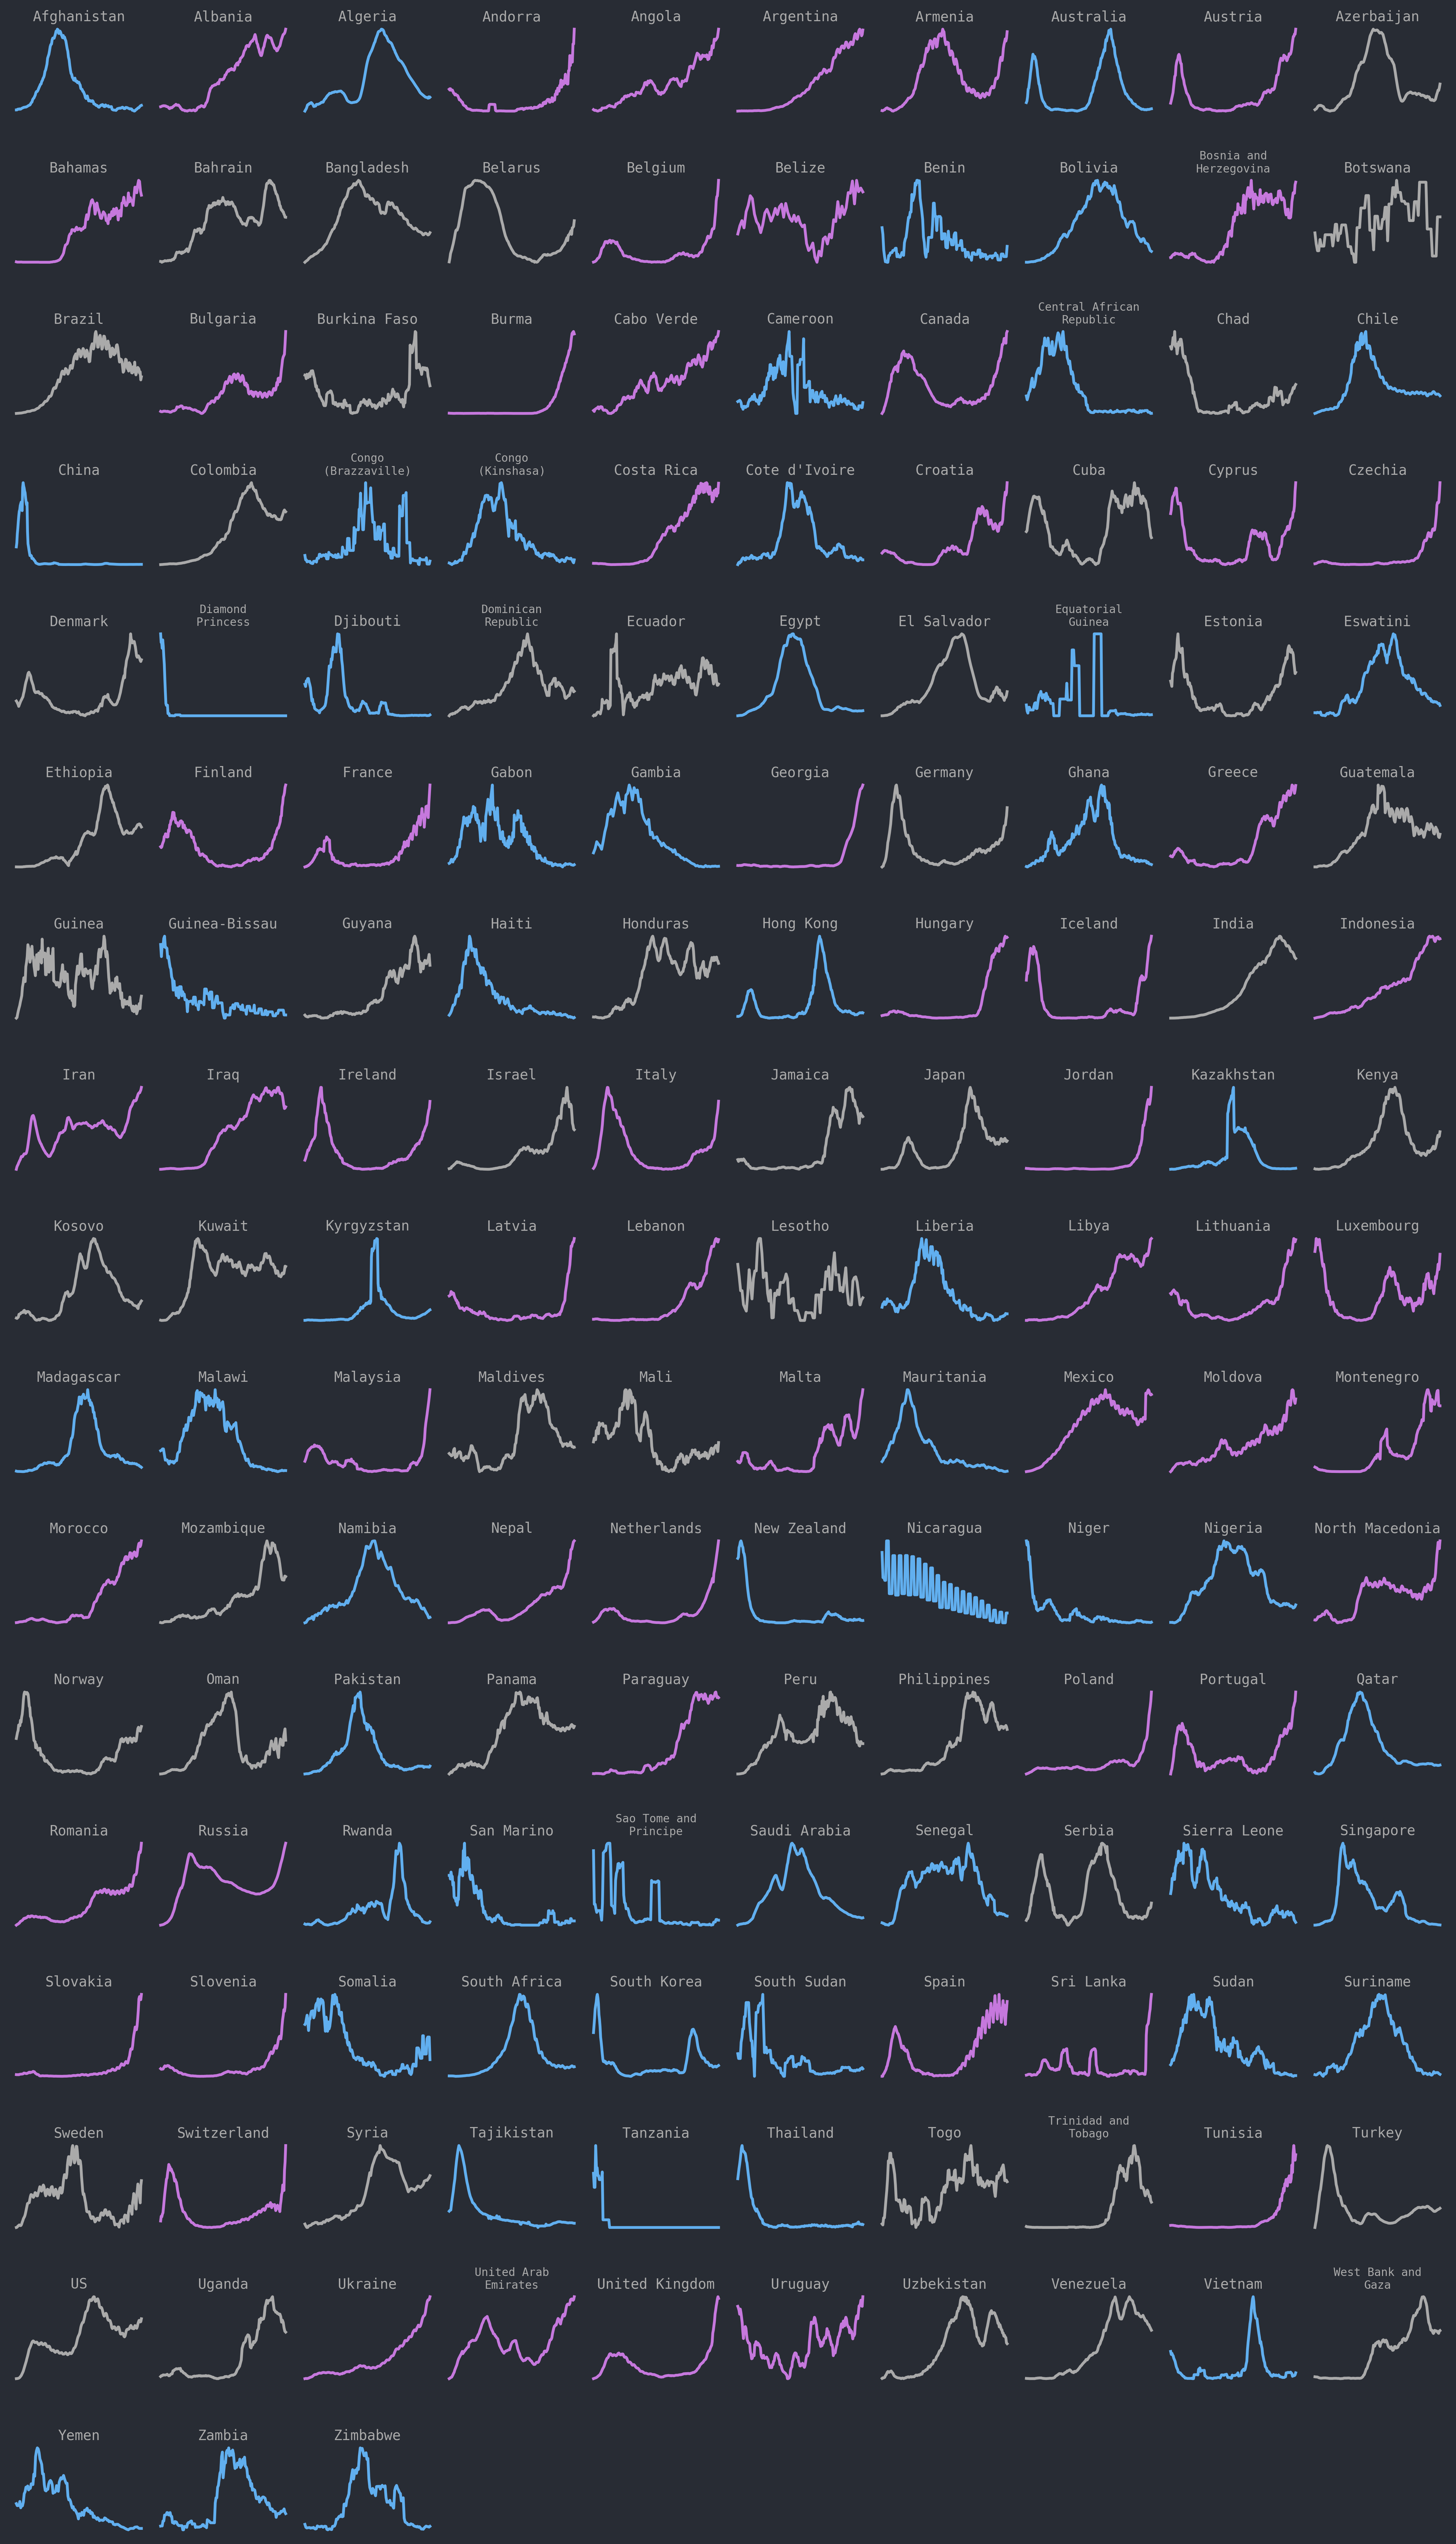 Afghanistan
Albania
Algeria
Andorra
Angola
Argentina
Armenia
Australia
Austria
Azerbaijan
Bahamas
Bahrain
Bangladesh
Belarus
Belgium
Belize
Benin
Bolivia
Bosnia and
Herzegovina
Botswana
Brazil
Bulgaria
Burkina Faso
Burma
Cabo Verde
Cameroon
Canada
Central African
Republic
Chad
Chile
China
Colombia
Congo
(Brazzaville)
Congo
(Kinshasa)
Costa Rica
Cote d'Ivoire
Croatia
Cuba
Cyprus
Czechia
Denmark
Diamond
Princess
Djibouti
Dominican
Republic
Ecuador
Egypt
El Salvador
Equatorial
Guinea
Estonia
Eswatini
Ethiopia
Finland
France
Gabon
Gambia
Georgia
Germany
Ghana
Greece
Guatemala
Guinea
Guinea-Bissau
Guyana
Haiti
Honduras
Hong Kong
Hungary
Iceland
India
Indonesia
Iran
Iraq
Ireland
Israel
Italy
Jamaica
Japan
Jordan
Kazakhstan
Kenya
Kosovo
Kuwait
Kyrgyzstan
Latvia
Lebanon
Lesotho
Liberia
Libya
Lithuania
Luxembourg
Madagascar
Malawi
Malaysia
Maldives
Mali
Malta
Mauritania
Mexico
Moldova
Montenegro
Morocco
Mozambique
Namibia
Nepal
Netherlands
New Zealand
Nicaragua
Niger
Nigeria
North Macedonia
Norway
Oman
Pakistan
Panama
Paraguay
Peru
Philippines
Poland
Portugal
Qatar
Romania
Russia
Rwanda
San Marino
Sao Tome and
Principe
Saudi Arabia
Senegal
Serbia
Sierra Leone
Singapore
Slovakia
Slovenia
Somalia
South Africa
South Korea
South Sudan
Spain
Sri Lanka
Sudan
Suriname
Sweden
Switzerland
Syria
Tajikistan
Tanzania
Thailand
Togo
Trinidad and
Tobago
Tunisia
Turkey
US
Uganda
Ukraine
United Arab
Emirates
United Kingdom
Uruguay
Uzbekistan
Venezuela
Vietnam
West Bank and
Gaza
Yemen
Zambia
Zimbabwe